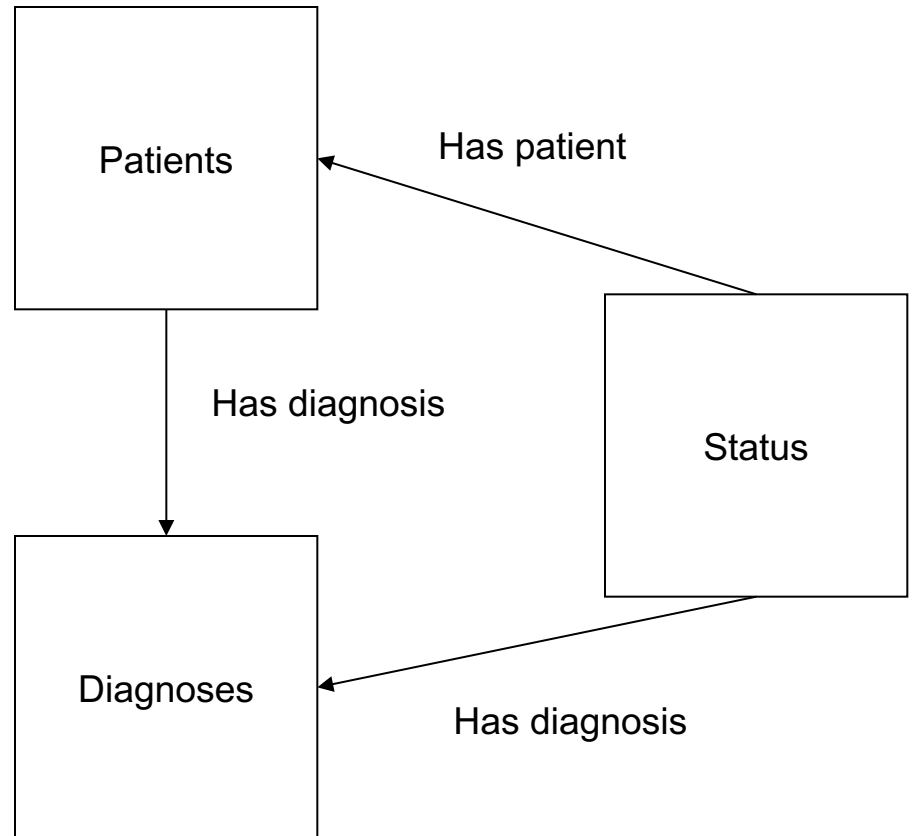 Patients
Has patient
Has diagnosis
Status
Diagnoses
Has diagnosis